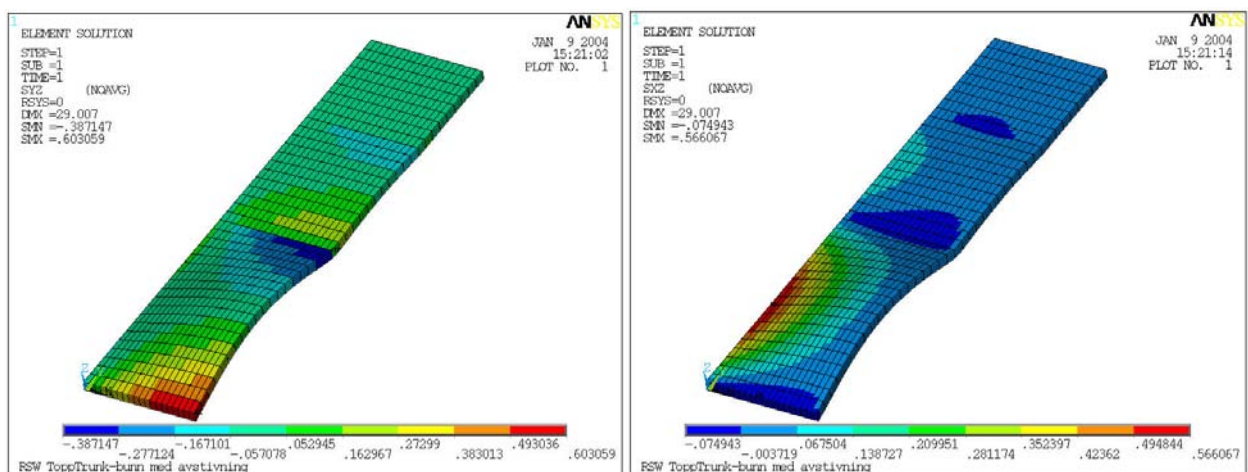 1
ANSYS
ELEMENT SOLUTION
JAN 9 2004
15:21:02
PLOT NO. 1
STEP=1
SUB =1
TIME=1
SYZ (NOAVG)
RSYS=0
DMX =29.007
SMN =-.387147
SMX =.603059
Z
-.387147 -.167101 .052945 .27299 .493036
-.277124 -.057078 .162967 .383013 .603059
RSW ToppTrunk-bunn med avstivning
1
ANSYS
ELEMENT SOLUTION
JAN 9 2004
15:21:14
PLOT NO. 1
STEP=1
SUB =1
TIME=1
SXZ (NOAVG)
RSYS=0
DMX =29.007
SMN =-.074943
SMX =.566067
Z
-.074943 .067504 .209951 .352397 .494844
-.003719 .138727 .281174 .42362 .566067
RSW ToppTrunk-bunn med avstivning